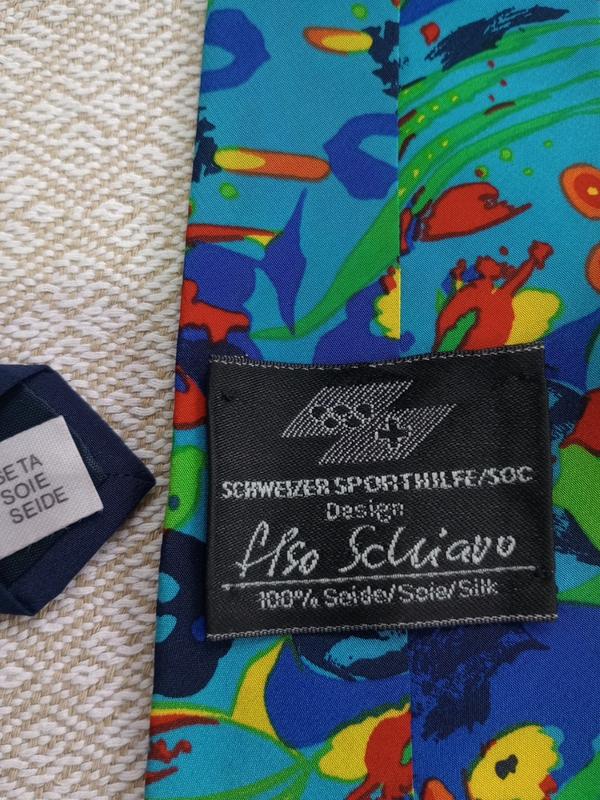 SETA
SOIE
SEIDE
SCHWEIZER SPORTHILFE/SOC
Design
Elso Schiavo
100% Seide/Soie/Silk